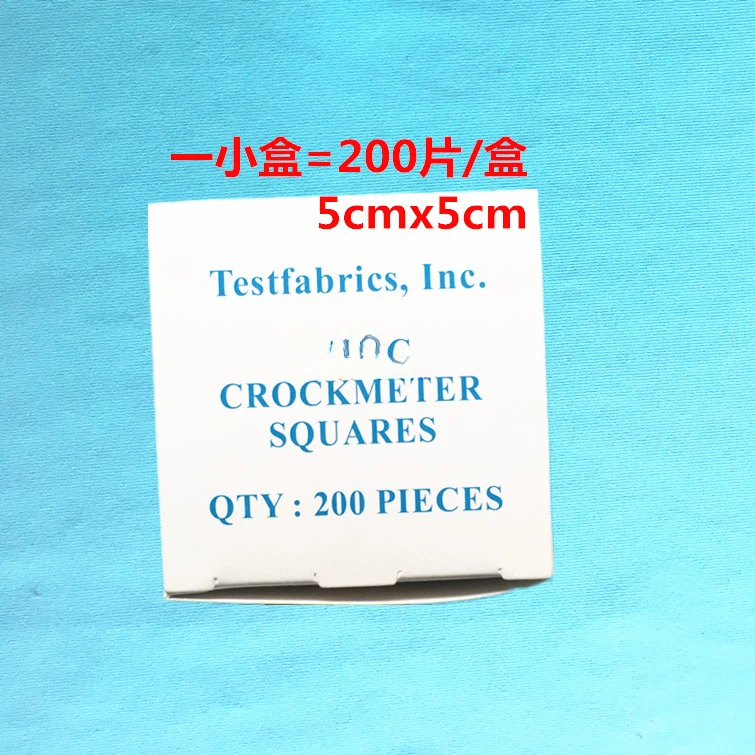 一小盒=200片/盒
5cmx5cm
Testfabrics, Inc.
CROCKMETER
SQUARES
QTY : 200 PIECES